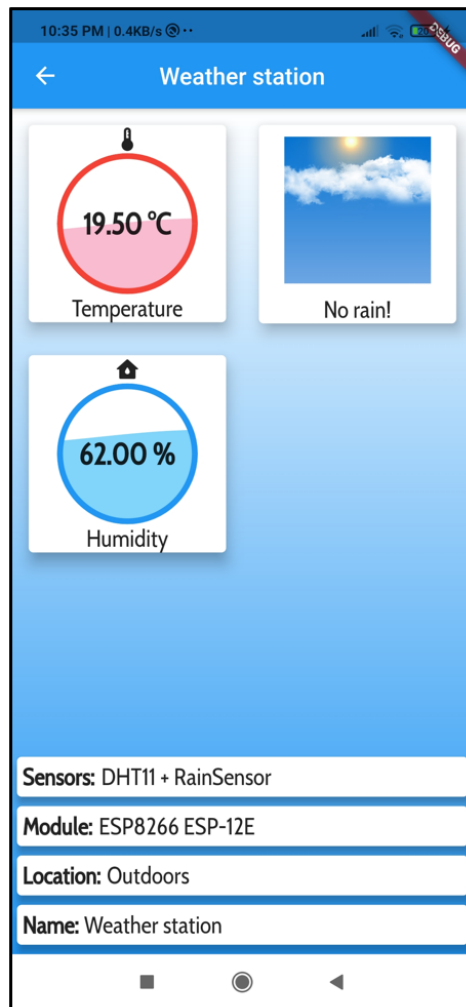 10:35 PM | 0.4KB/s
DEBUG
Weather station
19.50 °C
Temperature
No rain!
62.00 %
Humidity
Sensors: DHT11 + RainSensor
Module: ESP8266 ESP-12E
Location: Outdoors
Name: Weather station